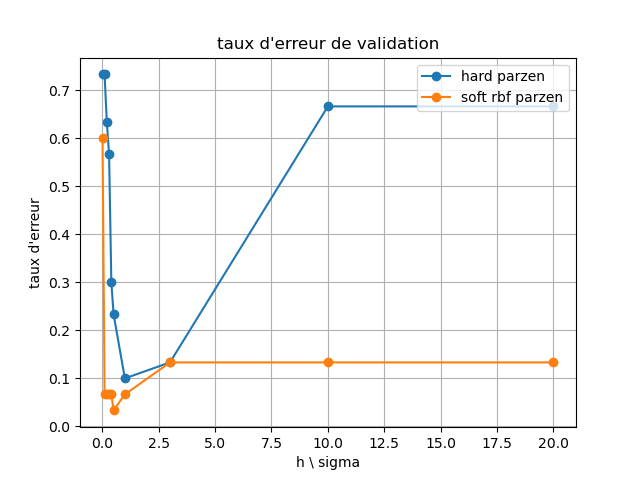 taux d'erreur de validation
hard parzen
soft rbf parzen
taux d'erreur
0.7
0.6
0.5
0.4
0.3
0.2
0.1
0.0
0.0 2.5 5.0 7.5 10.0 12.5 15.0 17.5 20.0
h \ sigma